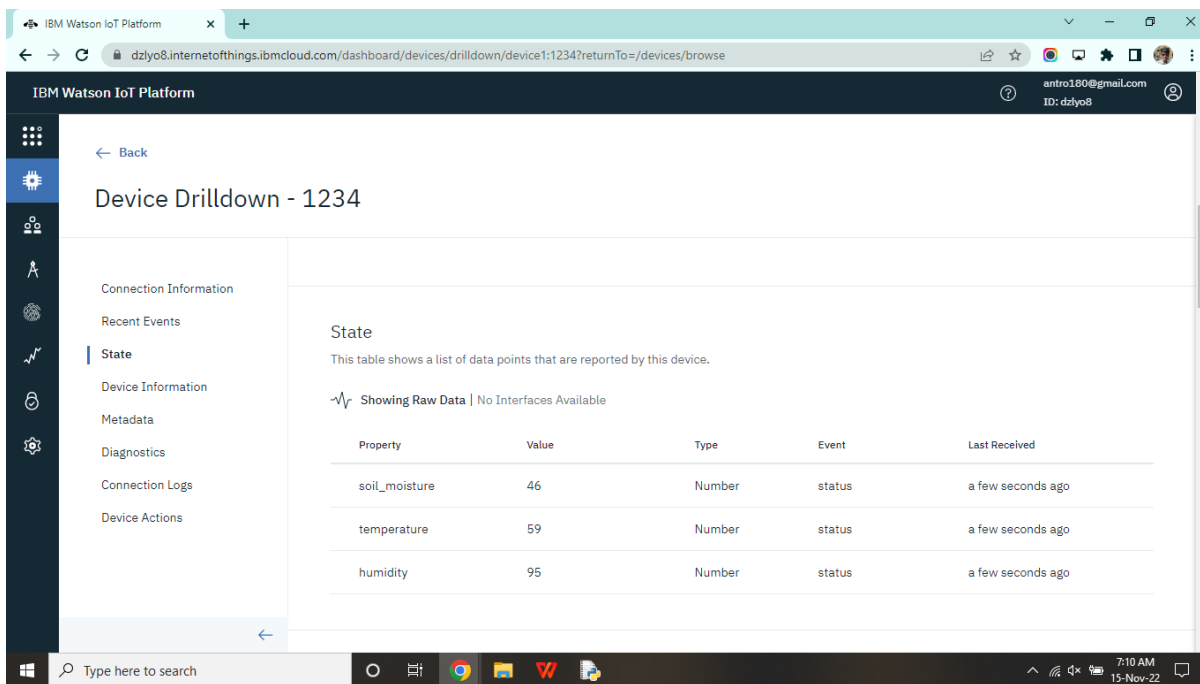 IBM Watson IoT Platform
dzlyo8.internetofthings.ibmcloud.com/dashboard/devices/drilldown/device1:1234?returnTo=/devices/browse
IBM Watson IoT Platform
antro180@gmail.com
ID: dzlyo8
Back
Device Drilldown - 1234
Connection Information
Recent Events
State
Device Information
Metadata
Diagnostics
Connection Logs
Device Actions
State
This table shows a list of data points that are reported by this device.
Showing Raw Data | No Interfaces Available
Property Value Type Event Last Received
soil_moisture 46 Number status a few seconds ago
temperature 59 Number status a few seconds ago
humidity 95 Number status a few seconds ago
Type here to search
7:10 AM
15-Nov-22